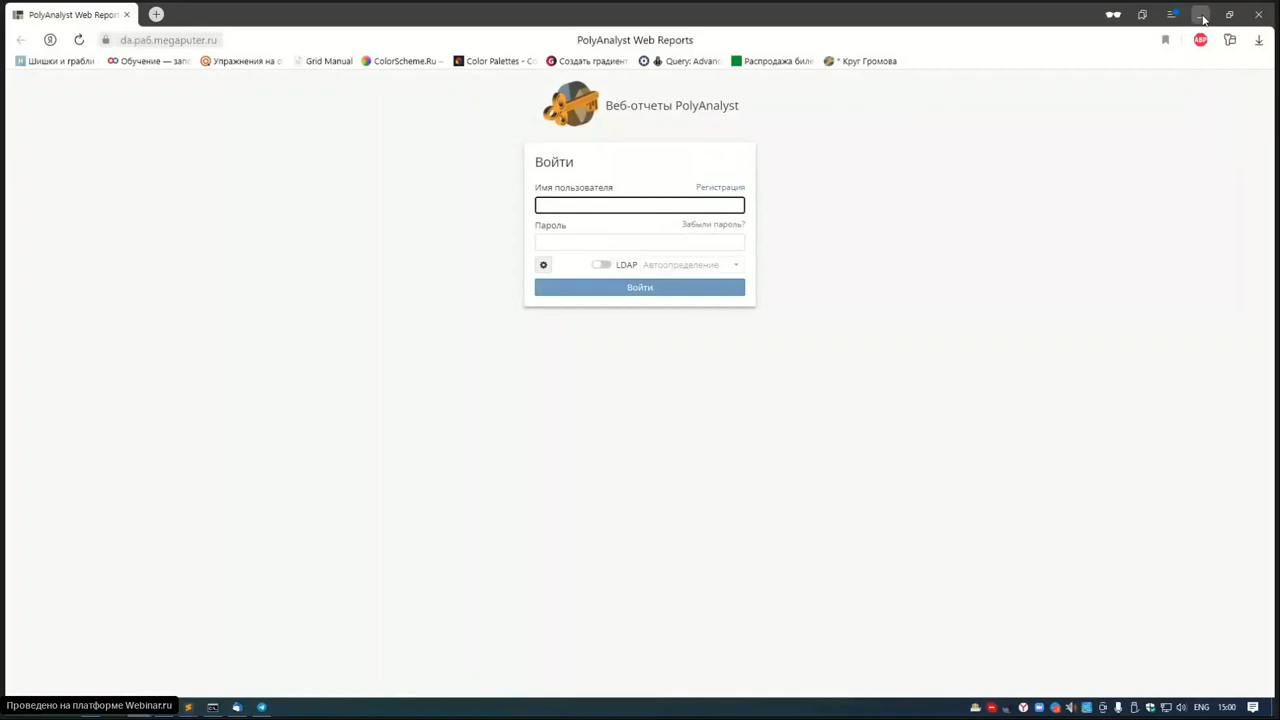 PolyAnalyst Web Report
da.pa6.megaputer.ru
PolyAnalyst Web Reports
ABP
Шишки и грабли
Обучение — запо
Упражнения на о
Grid Manual
ColorScheme.Ru –
Color Palettes - Co
Создать градиент
Query: Advanc
Распродажа биле
* Круг Громова
Веб-отчеты PolyAnalyst
Войти
Имя пользователя
Регистрация
Пароль
Забыли пароль?
LDAP
Автоопределение
Войти
Проведено на платформе Webinar.ru
ENG
15:00